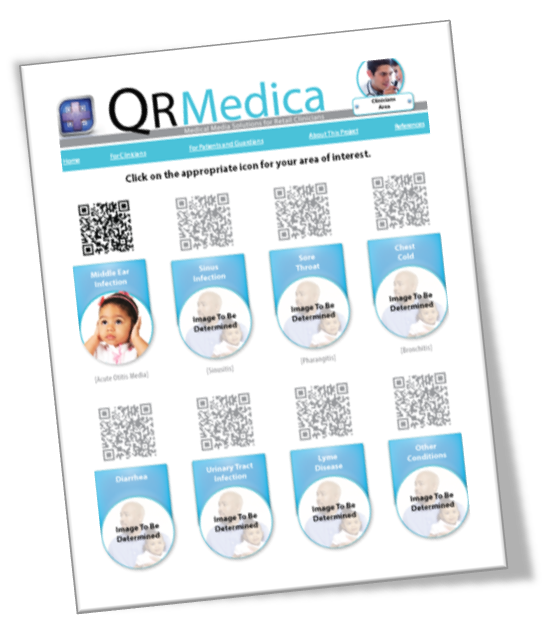 QRMedica
Medical Media Solutions for Retail Clinicians
Clinicians
Area
Home
For Clinicians
For Patients and Guardians
About This Project
References
Click on the appropriate icon for your area of interest.
Middle Ear
Infection
Sinus
Infection
Image To Be
Determined
Sore
Throat
Image To Be
Determined
Chest
Cold
Image To Be
Determined
[Acute Otitis Media]
[Sinusitis]
[Pharangitis]
[Bronchitis]
Diarrhea
Image To Be
Determined
Urinary Tract
Infection
Image To Be
Determined
Lyme
Disease
Image To Be
Determined
Other
Conditions
Image To Be
Determined